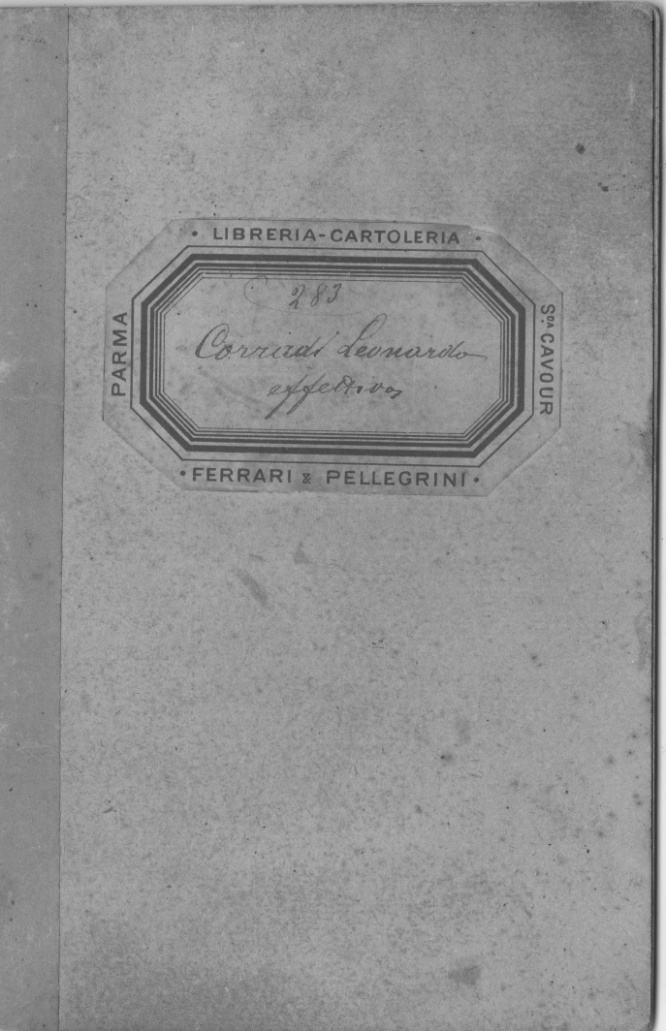 • LIBRERIA-CARTOLERIA •
PARMA
283
Corradi Leonardo
effettivo
SDA CAVOUR
• FERRARI & PELLEGRINI •